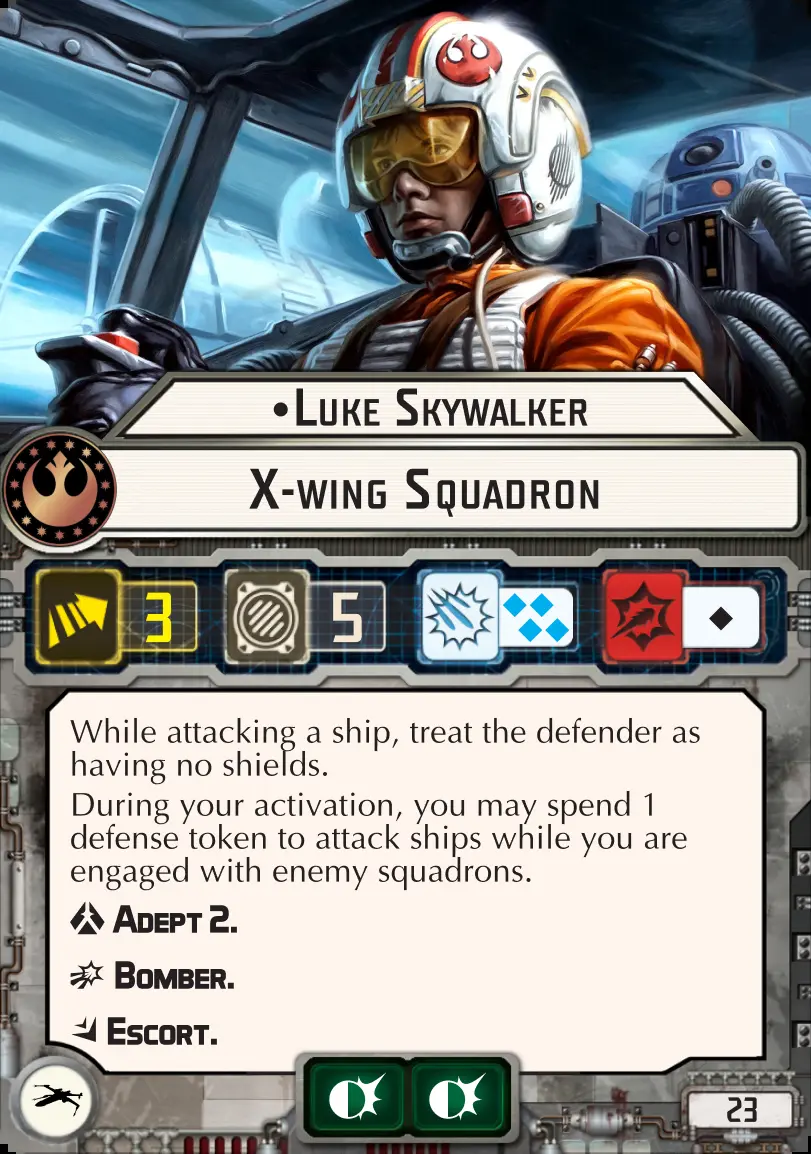 •Luke Skywalker
X-wing Squadron
3 5
While attacking a ship, treat the defender as
having no shields.
During your activation, you may spend 1
defense token to attack ships while you are
engaged with enemy squadrons.
Adept 2.
Bomber.
Escort.
23